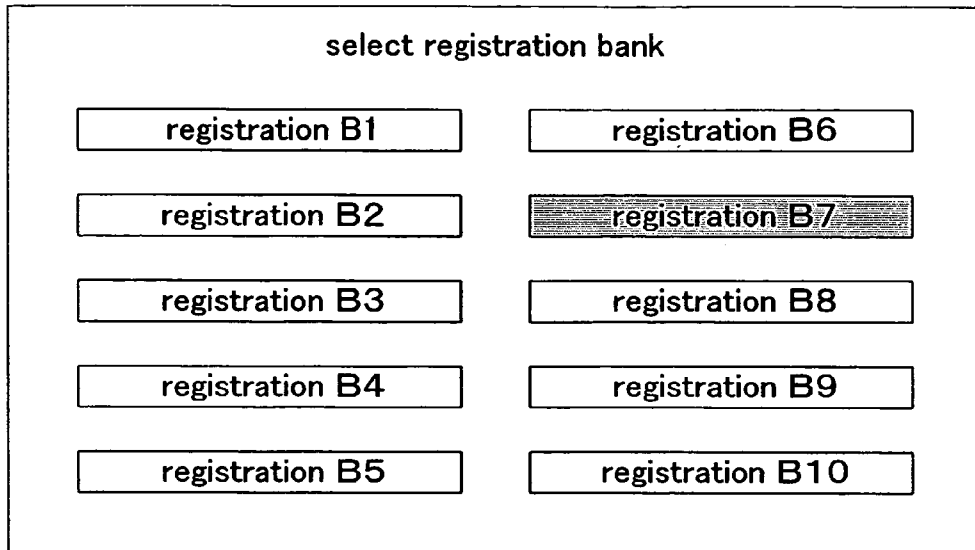 select registration bank
registration B1
registration B2
registration B3
registration B4
registration B5
registration B6
registration B7
registration B8
registration B9
registration B10